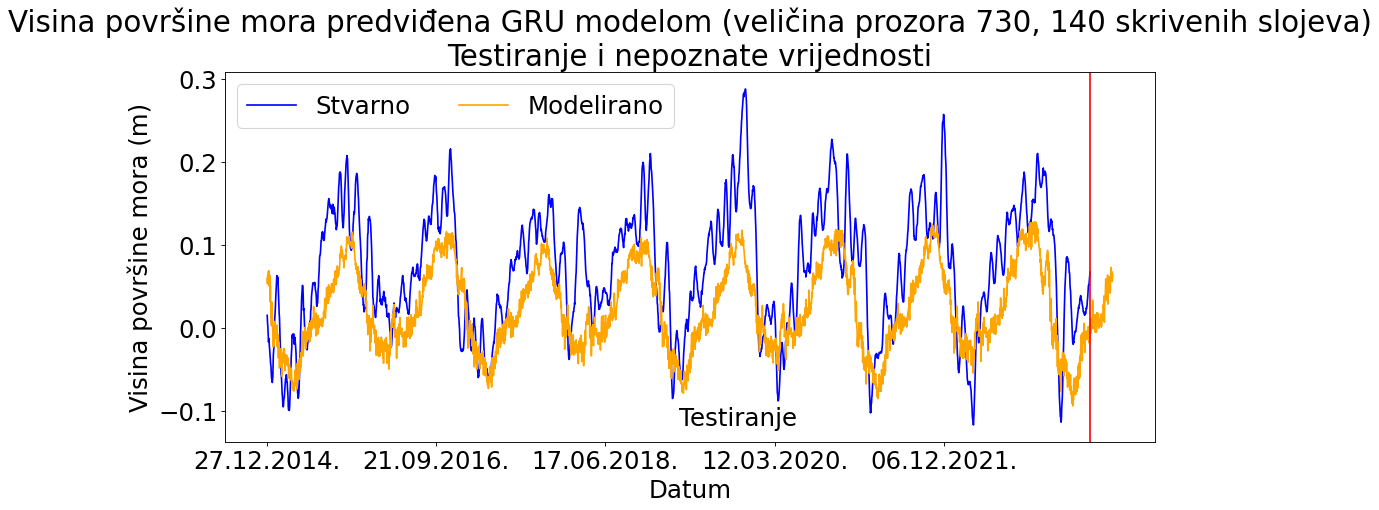 Visina površine mora predviđena GRU modelom (veličina prozora 730, 140 skrivenih slojeva)
Testiranje i nepoznate vrijednosti
Stvarno
Modelirano
Visina površine mora (m)
0.3
0.2
0.1
0.0
−0.1
Testiranje
27.12.2014.
21.09.2016.
17.06.2018.
12.03.2020.
06.12.2021.
Datum